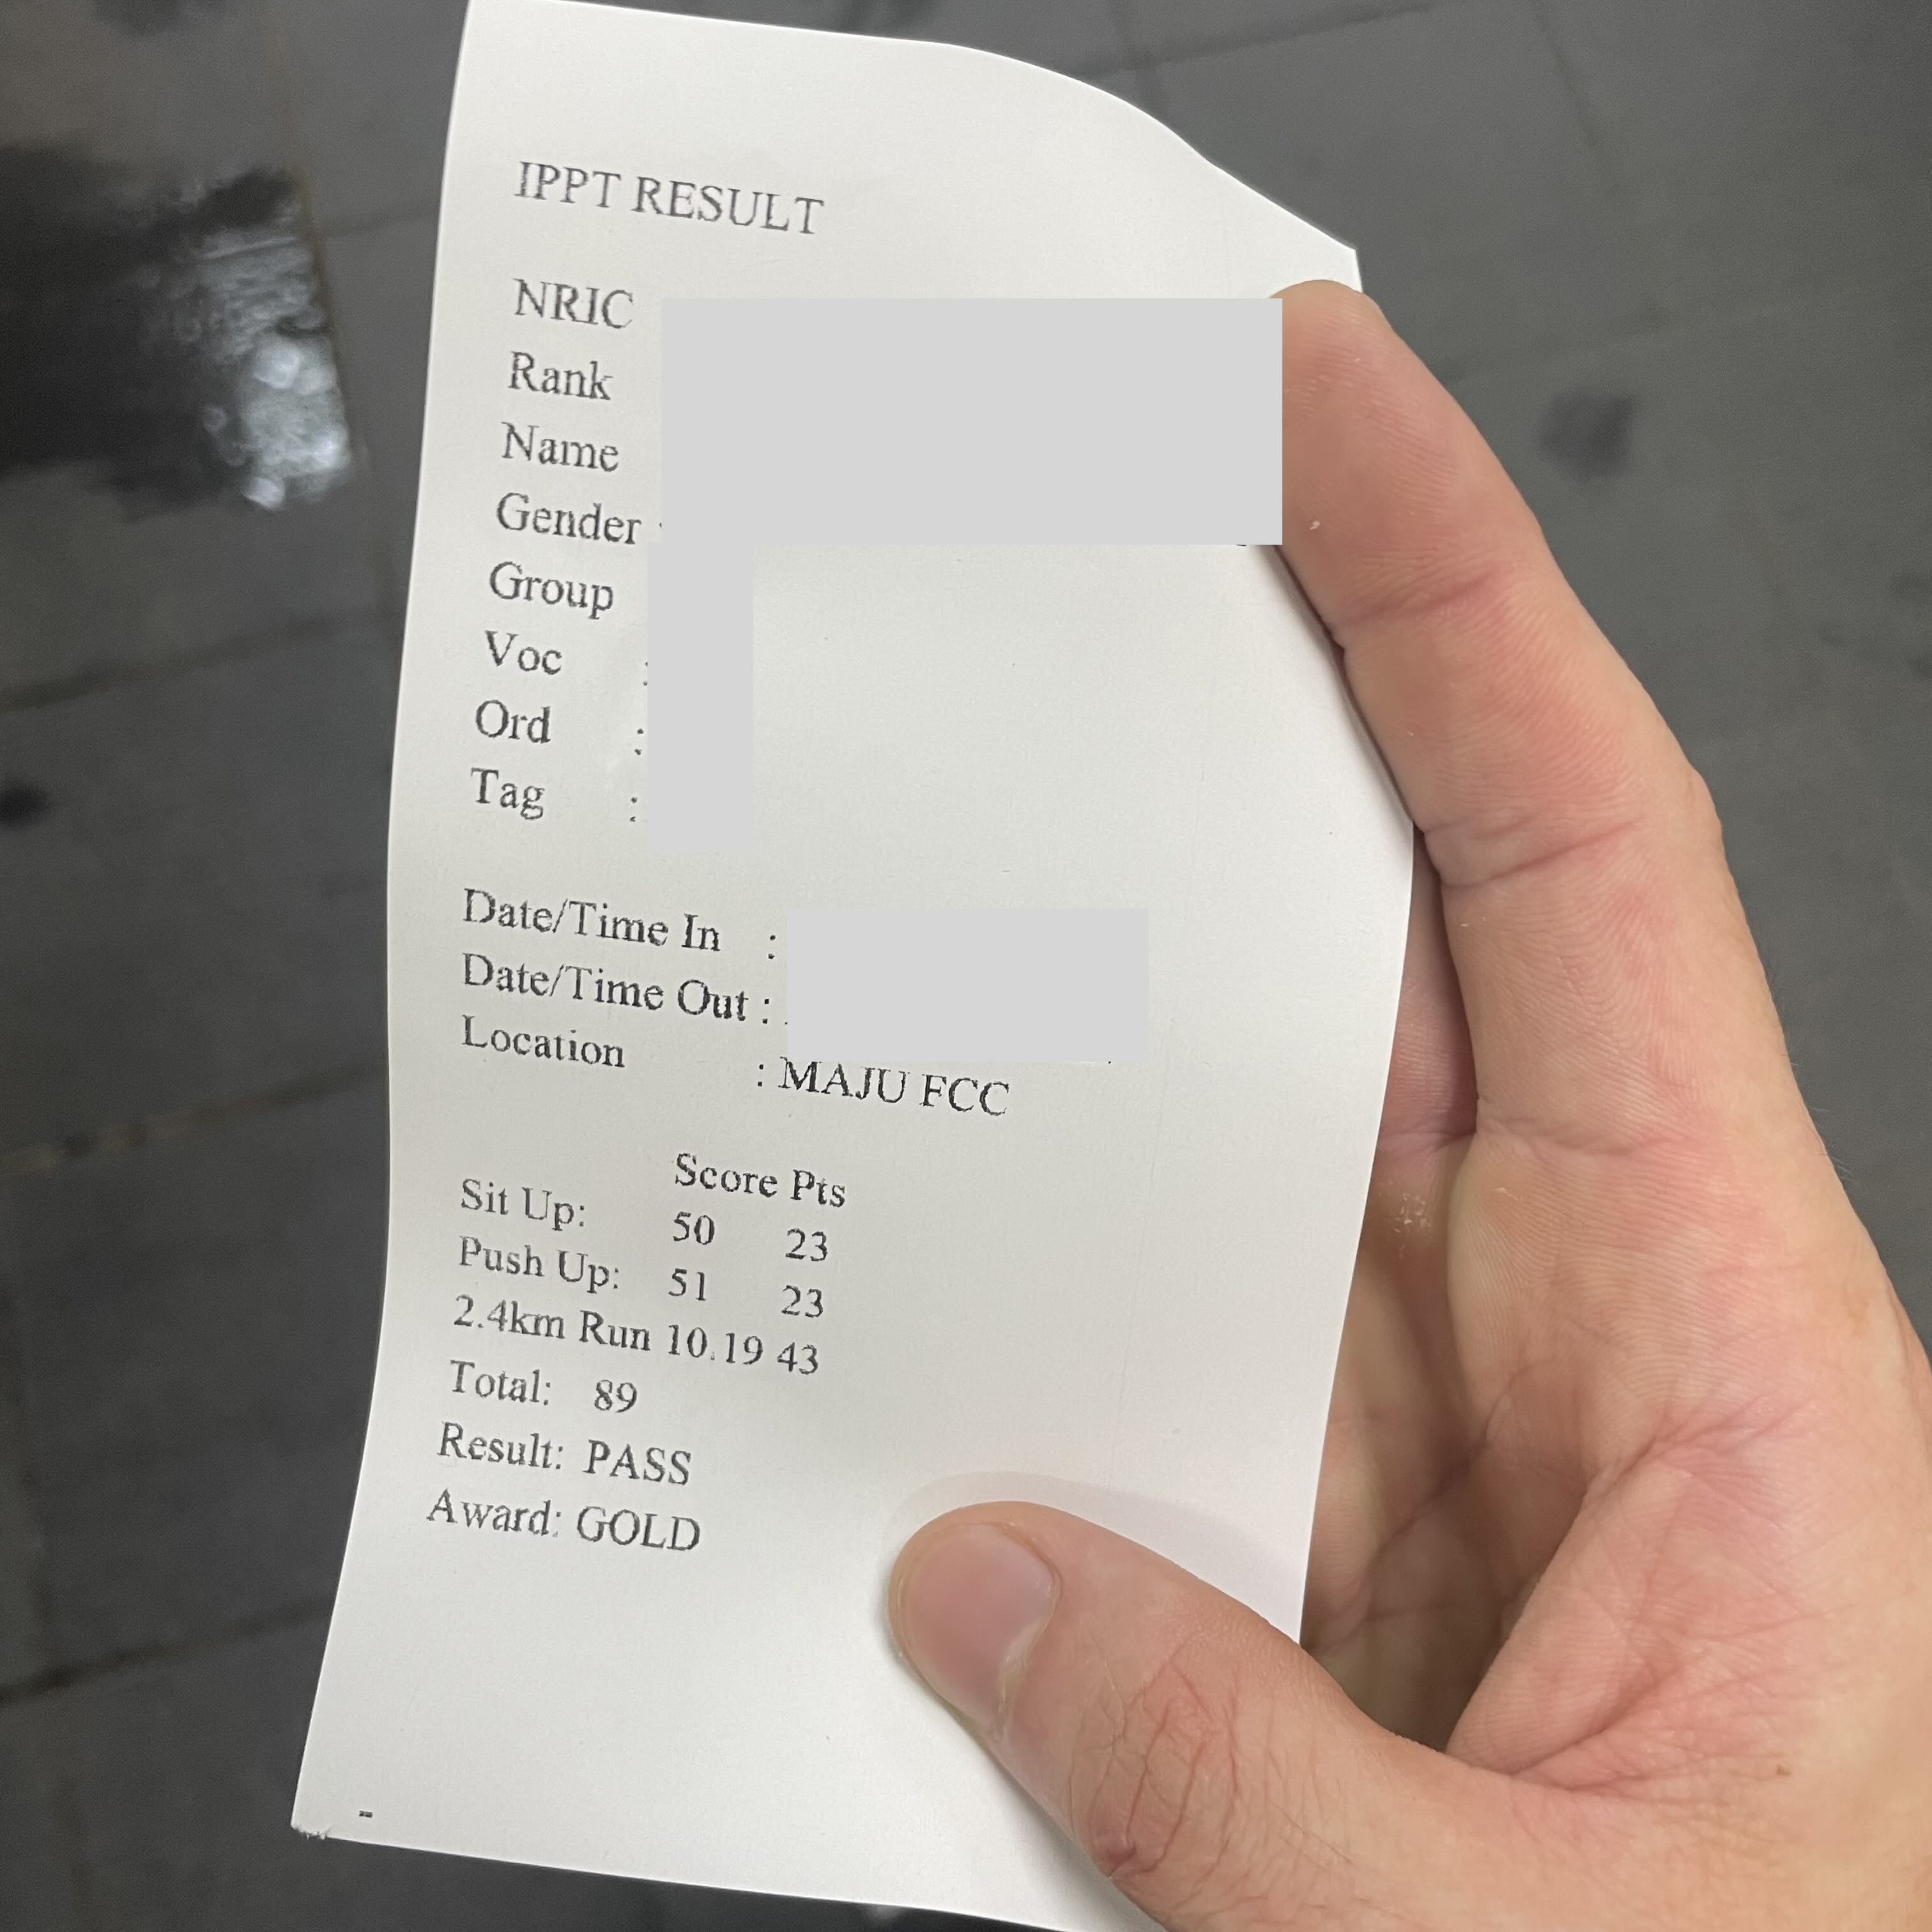 IPPT RESULT
NRIC
Rank
Name
Gender
Group
Voc :
Ord :
Tag :
Date/Time In :
Date/Time Out :
Location : MAJU FCC
Score Pts
Sit Up: 50 23
Push Up: 51 23
2.4km Run 10.19 43
Total: 89
Result: PASS
Award: GOLD